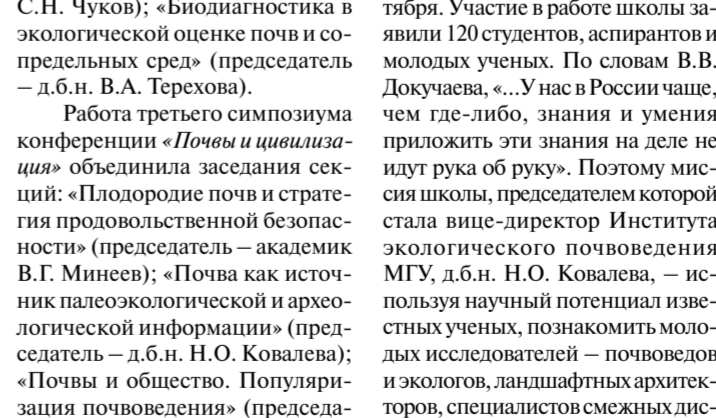 С.Н. Чуков); «Биодиагностика в
экологической оценке почв и со-
предельных сред» (председатель
– д.б.н. В.А. Терехова).
Работа третьего симпозиума
конференции «Почвы и цивилиза-
ция» объединила заседания сек-
ций: «Плодородие почв и страте-
гия продовольственной безопас-
ности» (председатель – академик
В.Г. Минеев); «Почва как источ-
ник палеоэкологической и архео-
логической информации» (пред-
седатель – д.б.н. Н.О. Ковалева);
«Почвы и общество. Популяри-
зация почвоведения» (председа-
тября. Участие в работе школы за-
явили 120 студентов, аспирантов и
молодых ученых. По словам В.В.
Докучаева, «...У нас в России чаще,
чем где-либо, знания и умения
приложить эти знания на деле не
идут рука об руку». Поэтому мис-
сия школы, председателем которой
стала вице-директор Института
экологического почвоведения
МГУ, д.б.н. Н.О. Ковалева, – ис-
пользуя научный потенциал изве-
стных ученых, познакомить моло-
дых исследователей – почвоведов
и экологов, ландшафтных архитек-
торов, специалистов смежных дис-